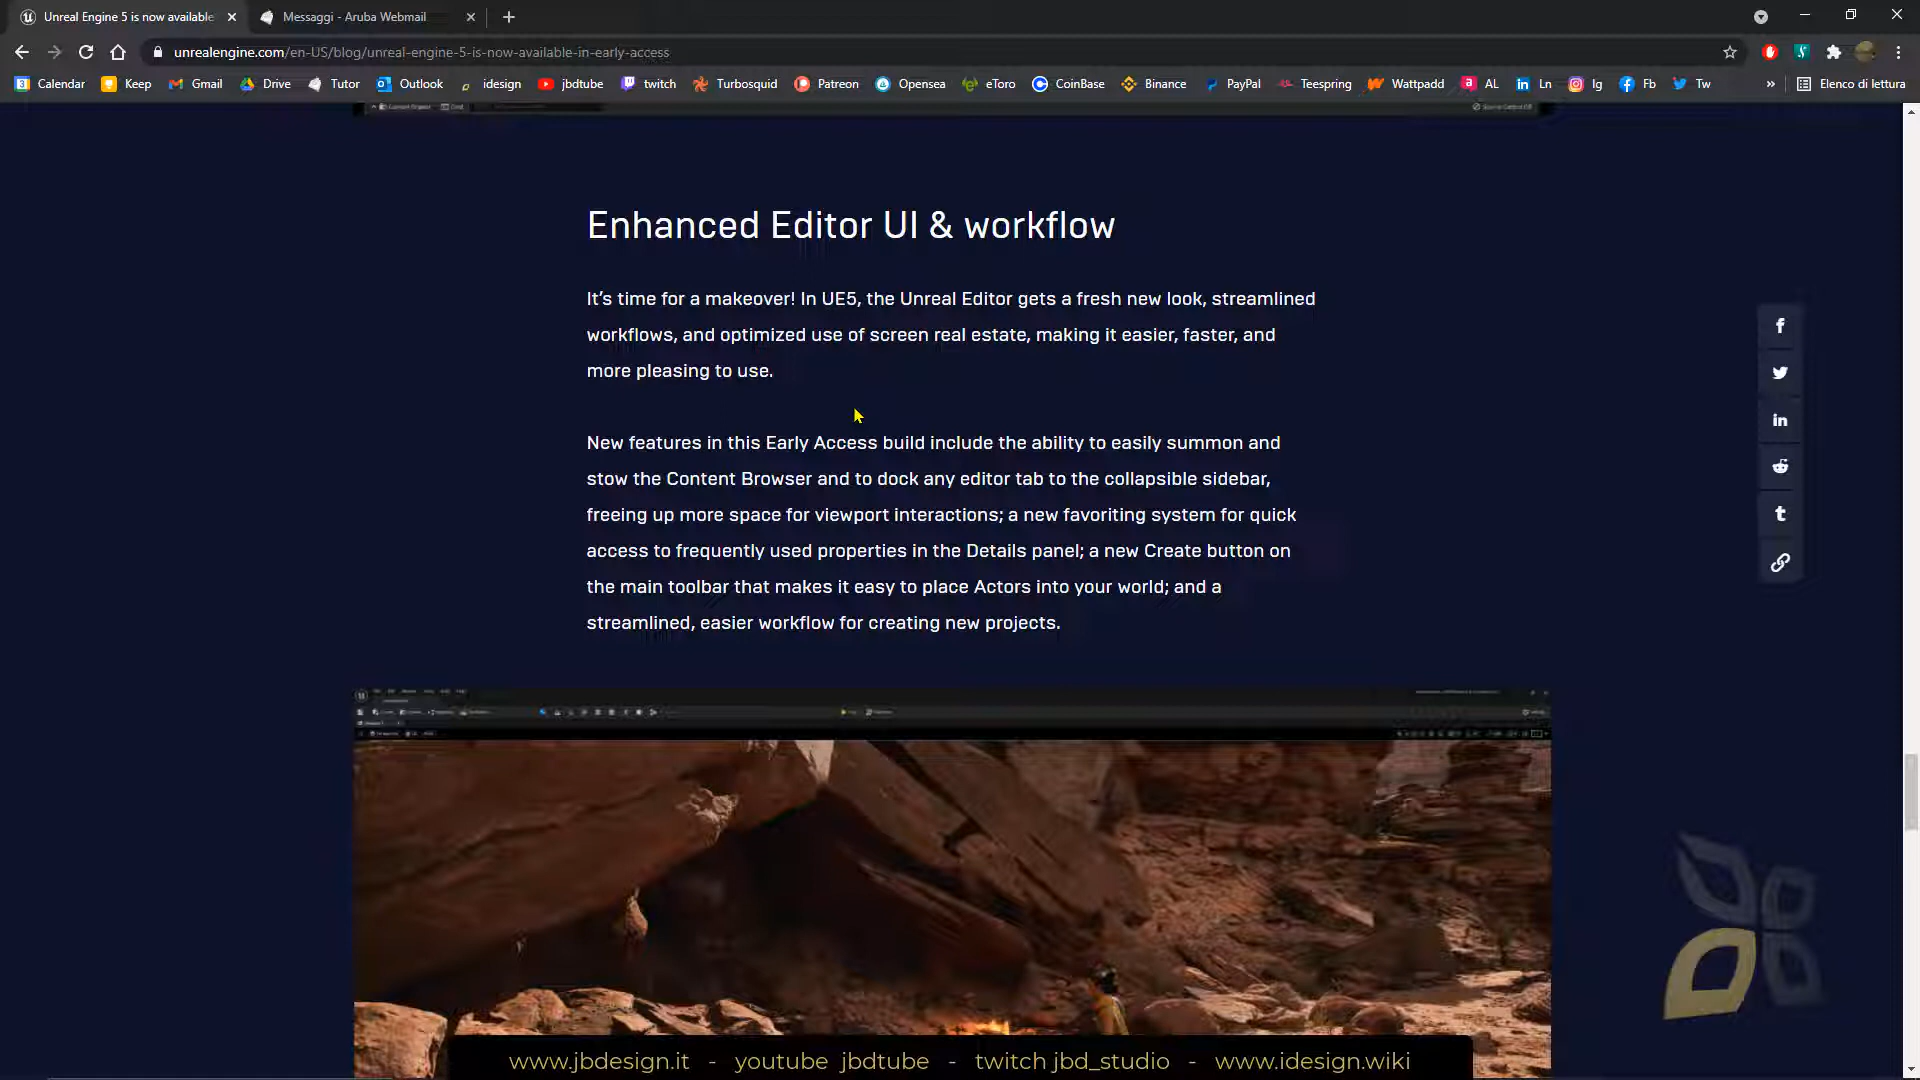 Unreal Engine 5 is now available
Messaggi - Aruba Webmail
unrealengine.com/en-US/blog/unreal-engine-5-is-now-available-in-early-access
Calendar Keep Gmail Drive Tutor Outlook idesign jbdtube twitch Turbosquid Patreon Opensea eToro CoinBase Binance PayPal Teespring Wattpadd AL Ln Ig Fb Tw » Elenco di lettura
Enhanced Editor UI & workflow
It's time for a makeover! In UE5, the Unreal Editor gets a fresh new look, streamlined
workflows, and optimized use of screen real estate, making it easier, faster, and
more pleasing to use.
New features in this Early Access build include the ability to easily summon and
stow the Content Browser and to dock any editor tab to the collapsible sidebar,
freeing up more space for viewport interactions; a new favoriting system for quick
access to frequently used properties in the Details panel; a new Create button on
the main toolbar that makes it easy to place Actors into your world; and a
streamlined, easier workflow for creating new projects.
www.jbdesign.it - youtube jbdtube - twitch jbd_studio - www.idesign.wiki